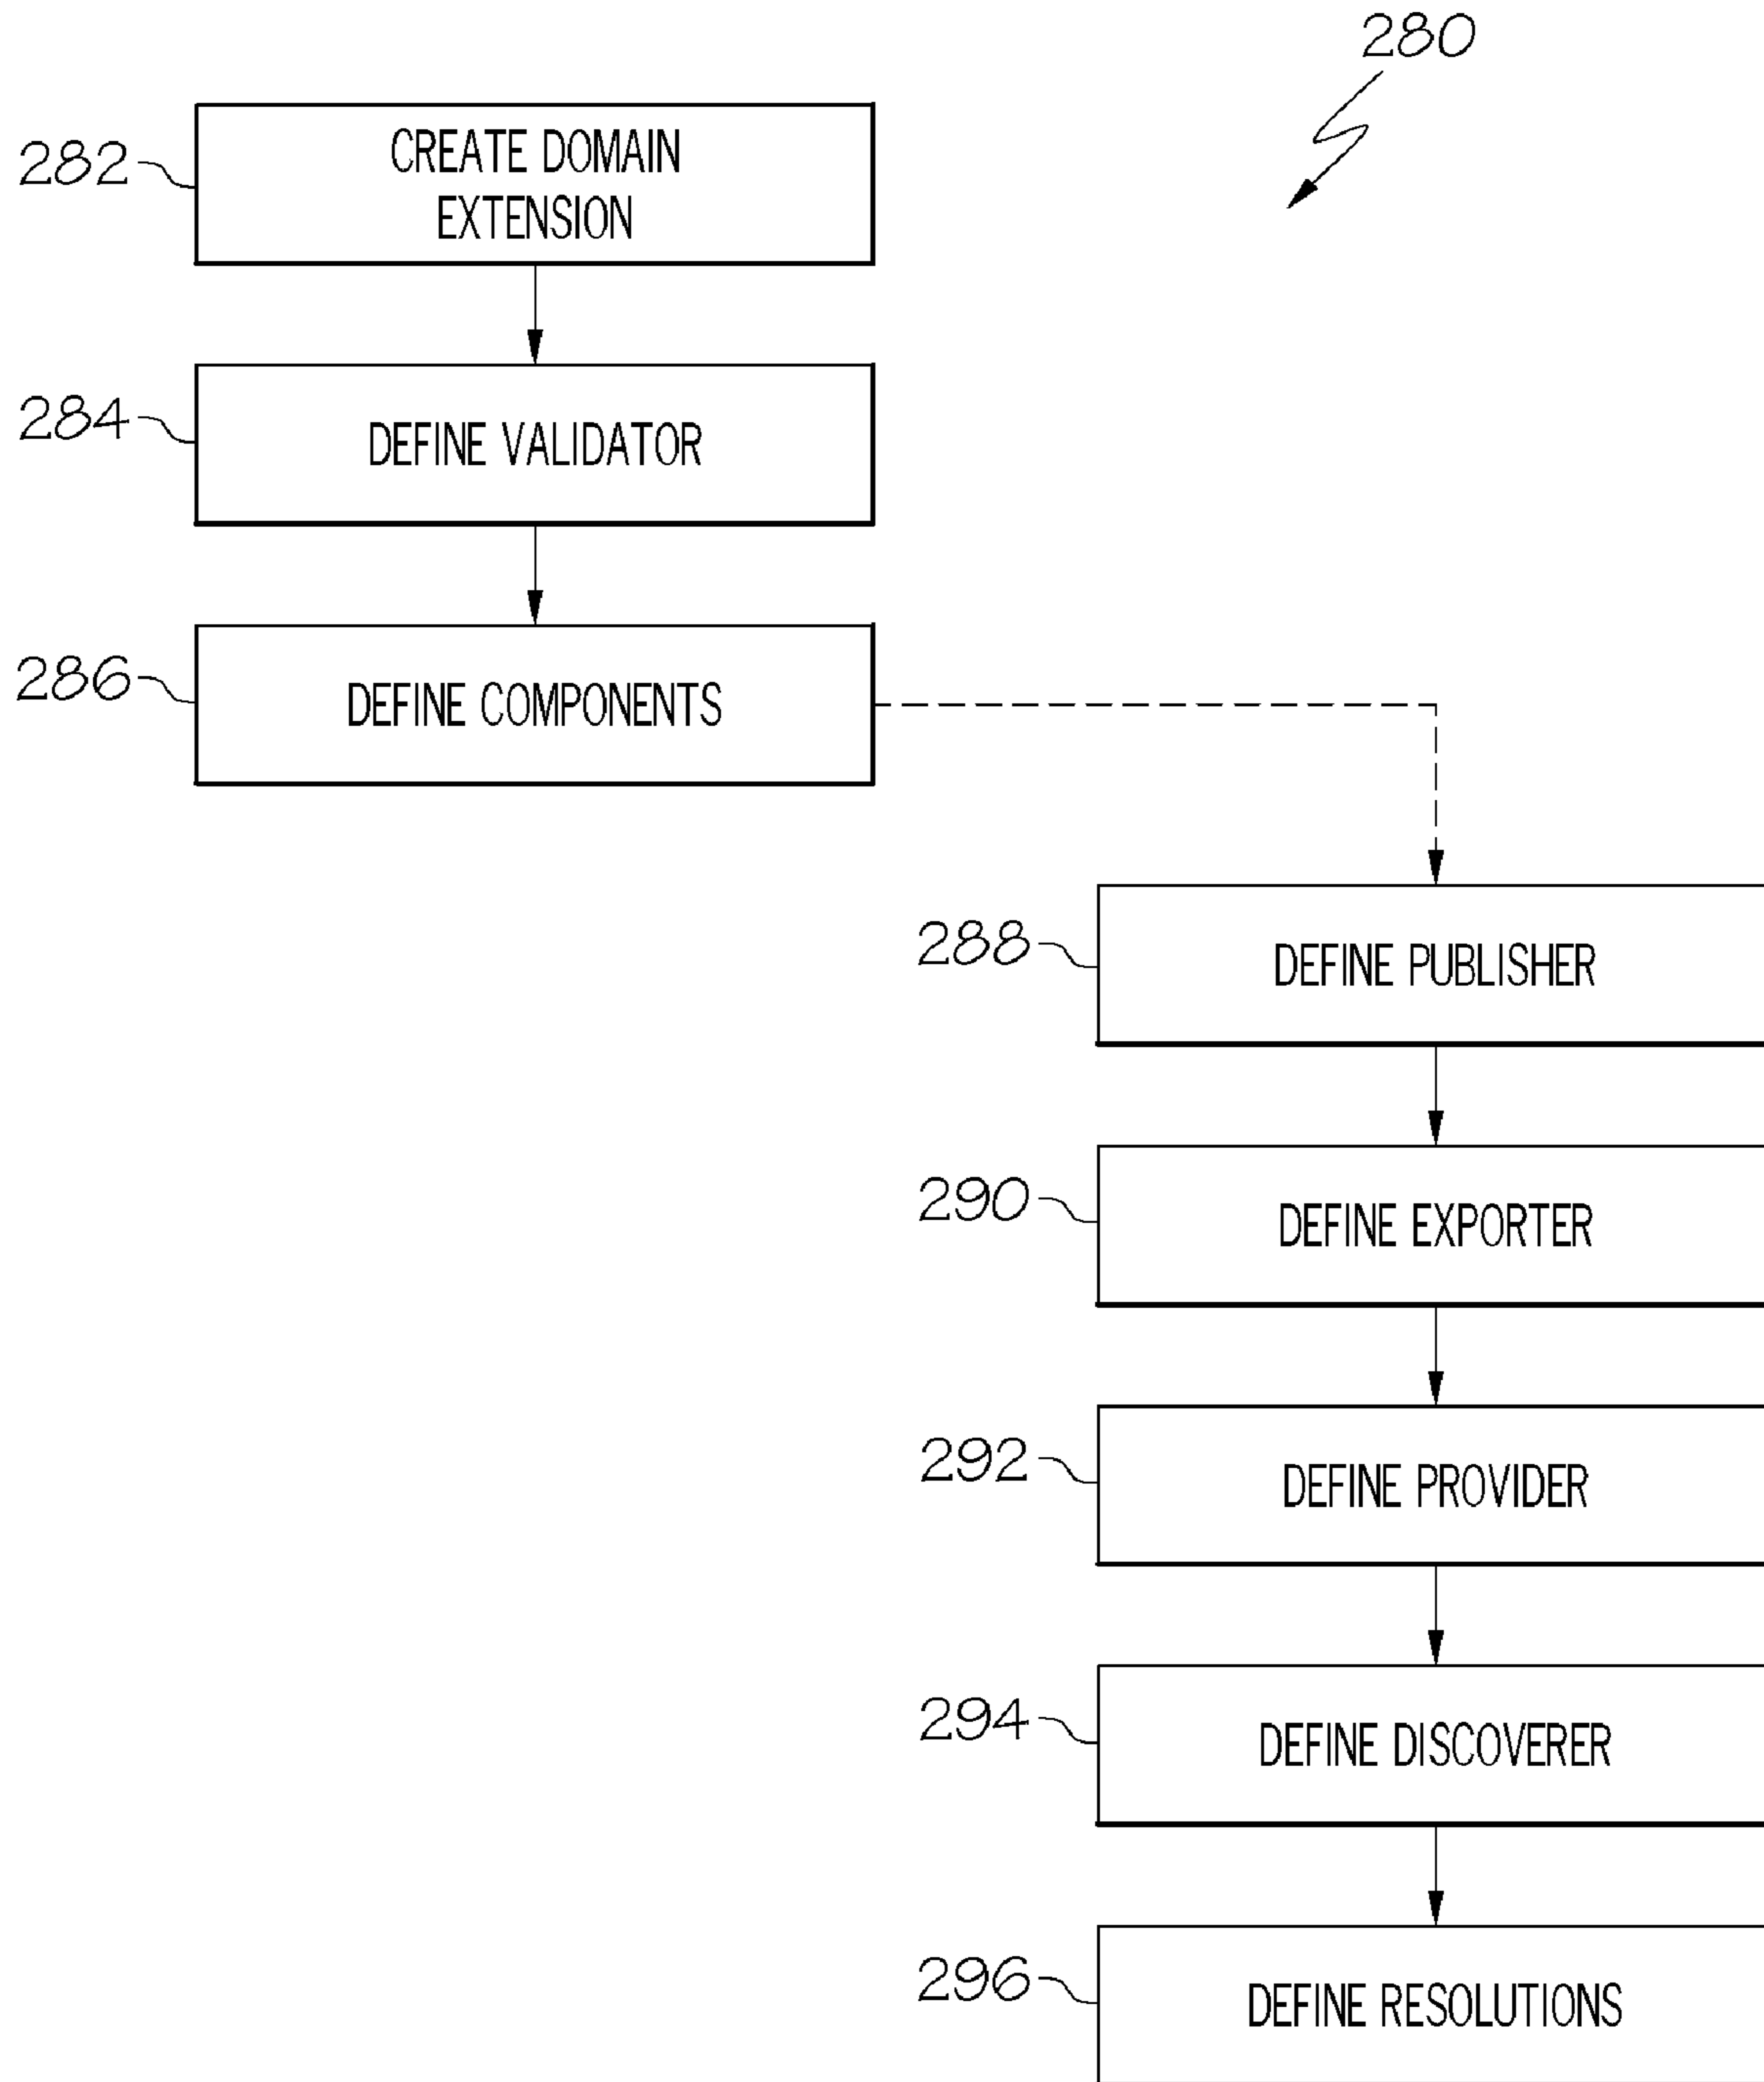 280
282
CREATE DOMAIN
EXTENSION
284
DEFINE VALIDATOR
286
DEFINE COMPONENTS
288
DEFINE PUBLISHER
290
DEFINE EXPORTER
292
DEFINE PROVIDER
294
DEFINE DISCOVERER
296
DEFINE RESOLUTIONS